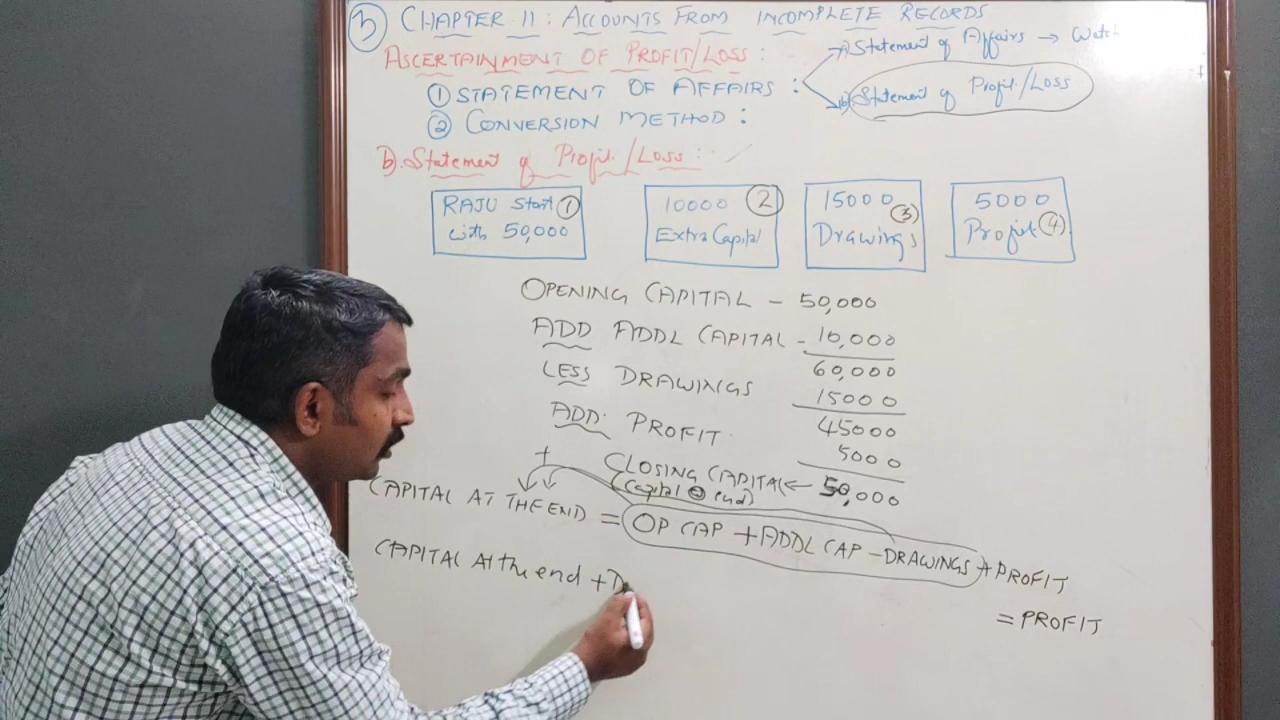 3 CHAPTER 11: ACCOUNTS FROM INCOMPLETE RECORDS
ASCERTAINMENT OF PROFIT/LOSS:
a) Statement of Affairs → Watch
1 STATEMENT OF AFFAIRS:
b) Statement of Profit/Loss
2 CONVERSION METHOD:
b). Statement of Profit/Loss:
RAJU Start 1
with 50,000
10000 2
Extra Capital
15000 3
Drawings
5000
Profit 4
OPENING CAPITAL - 50,000
ADD ADDL CAPITAL - 10,000
60,000
LESS DRAWINGS 15000
45000
ADD: PROFIT 5000
+ CLOSING CAPITAL ← 50,000
(Capital @ end)
CAPITAL AT THE END = OP CAP + ADDL CAP - DRAWINGS + PROFIT
CAPITAL At the end + D
= PROFIT